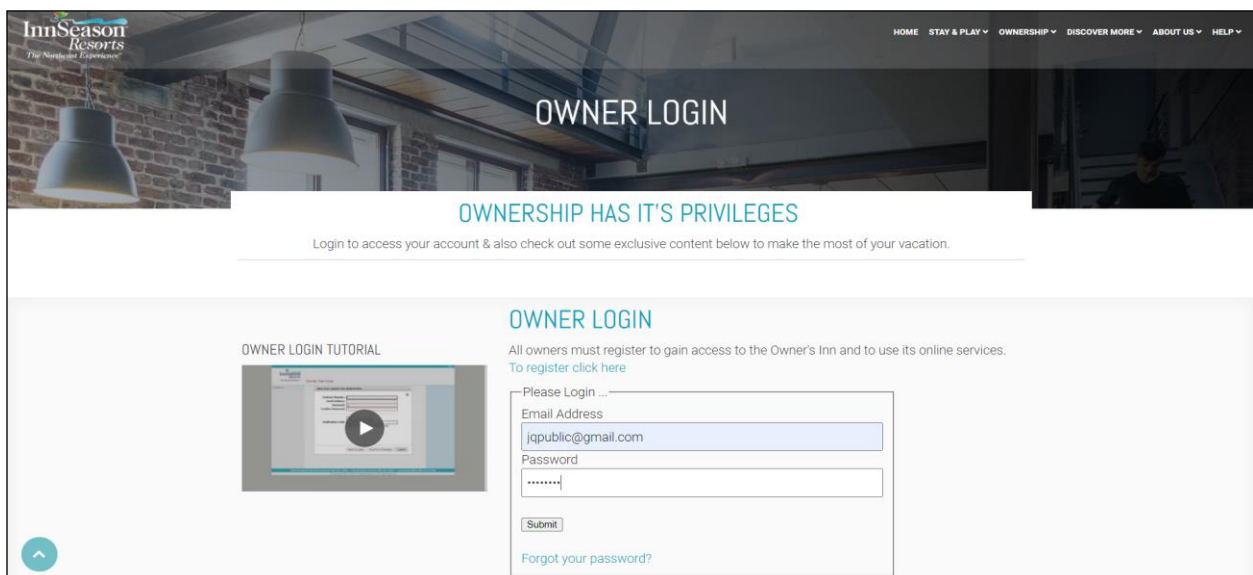 InnSeason
Resorts
The Northeast Experience
HOME STAY & PLAY OWNERSHIP DISCOVER MORE ABOUT US HELP
OWNER LOGIN
OWNERSHIP HAS IT'S PRIVILEGES
Login to access your account & also check out some exclusive content below to make the most of your vacation.
OWNER LOGIN TUTORIAL
OWNER LOGIN
All owners must register to gain access to the Owner's Inn and to use its online services.
To register click here
Please Login ...
Email Address
jqpublic@gmail.com
Password
••••••••
Submit
Forgot your password?